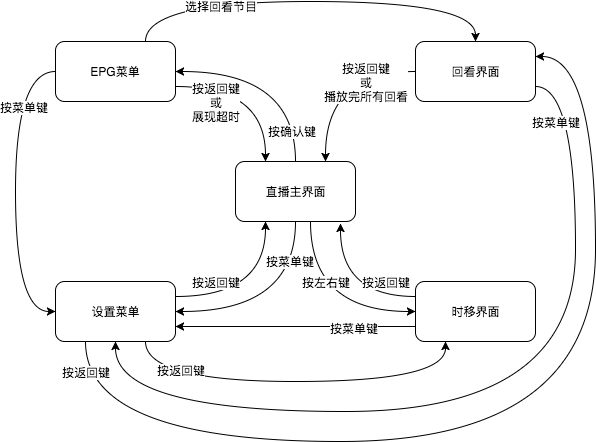 选择回看节目
EPG菜单
回看界面
按返回键
或
展现超时
按返回键
或
播放完所有回看
按菜单键
按菜单键
按确认键
直播主界面
按返回键
按菜单键
按左右键
按返回键
设置菜单
时移界面
按菜单键
按返回键
按返回键